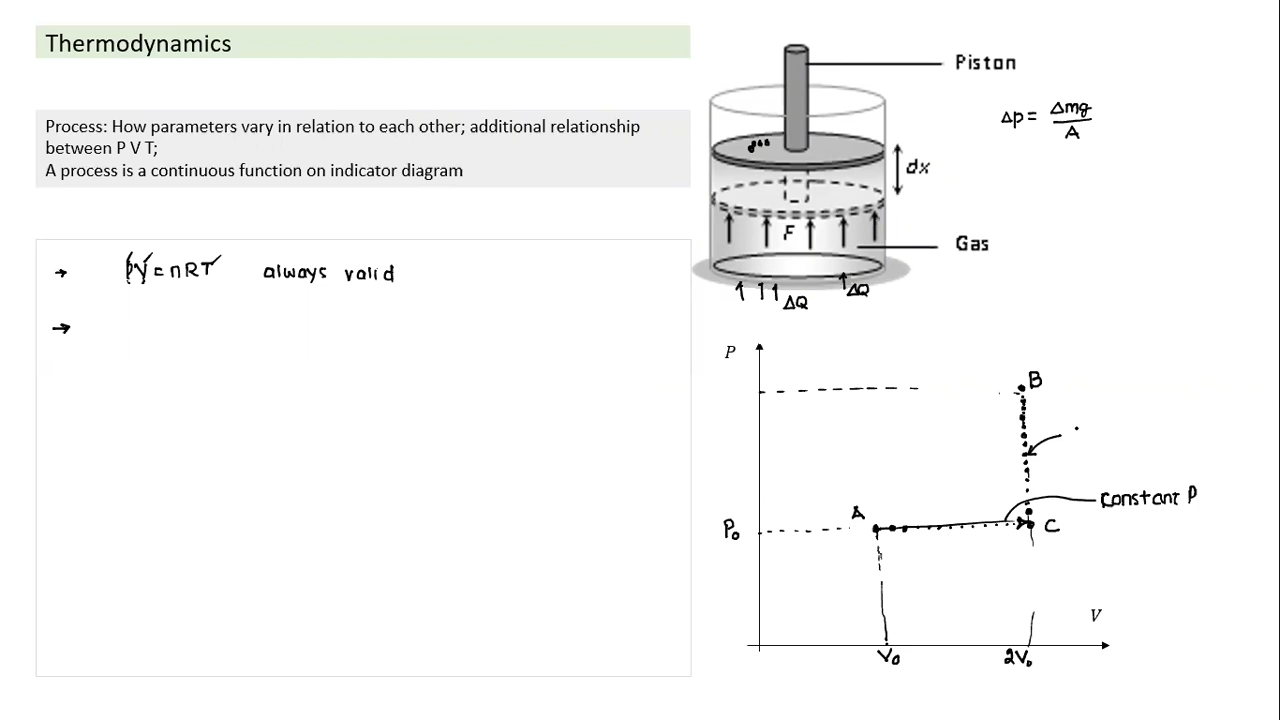 Thermodynamics
Process: How parameters vary in relation to each other; additional relationship
between P V T;
A process is a continuous function on indicator diagram
→ PV = nRT always valid
→
Piston
Δp = Δmg / A
dx
F
Gas
ΔQ
ΔQ
P
B
Constant P
A
C
P₀
V
V₀
2V₀